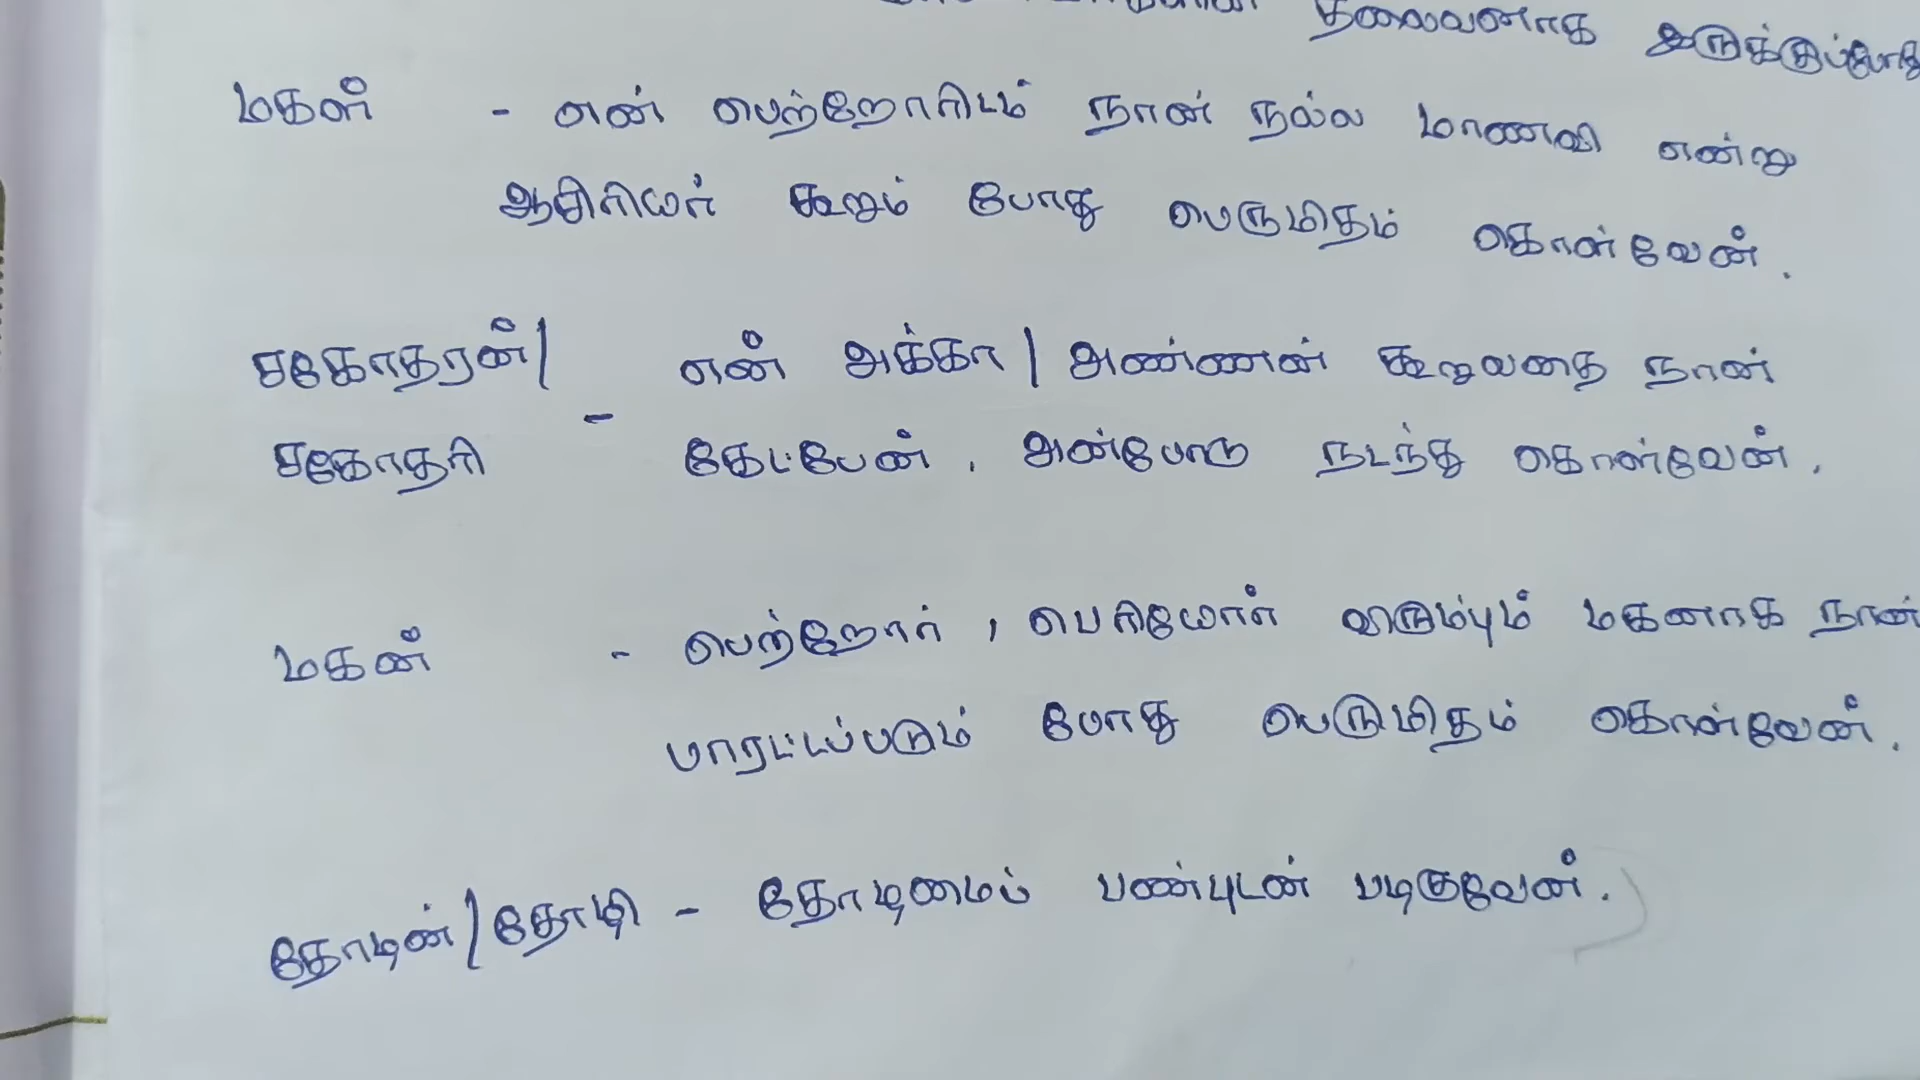 தலைவனாக இருக்கும்போது
மகள் - என் பெற்றோரிடம் நான் நல்ல மாணவி என்று
ஆசிரியர் கூறும் போது பெருமிதம் கொள்வேன்.
சகோதரன்/ என் அக்கா/ அண்ணன் கூறுவதை நான்
சகோதரி - கேட்பேன். அன்போடு நடந்து கொள்வேன்.
மகன் - பெற்றோர், பெரியோர் விரும்பும் மகனாக நான்
பாரட்டப்படும் போது பெருமிதம் கொள்வேன்.
தோழன்/தோழி - தோழமைப் பண்புடன் பழகுவேன்.